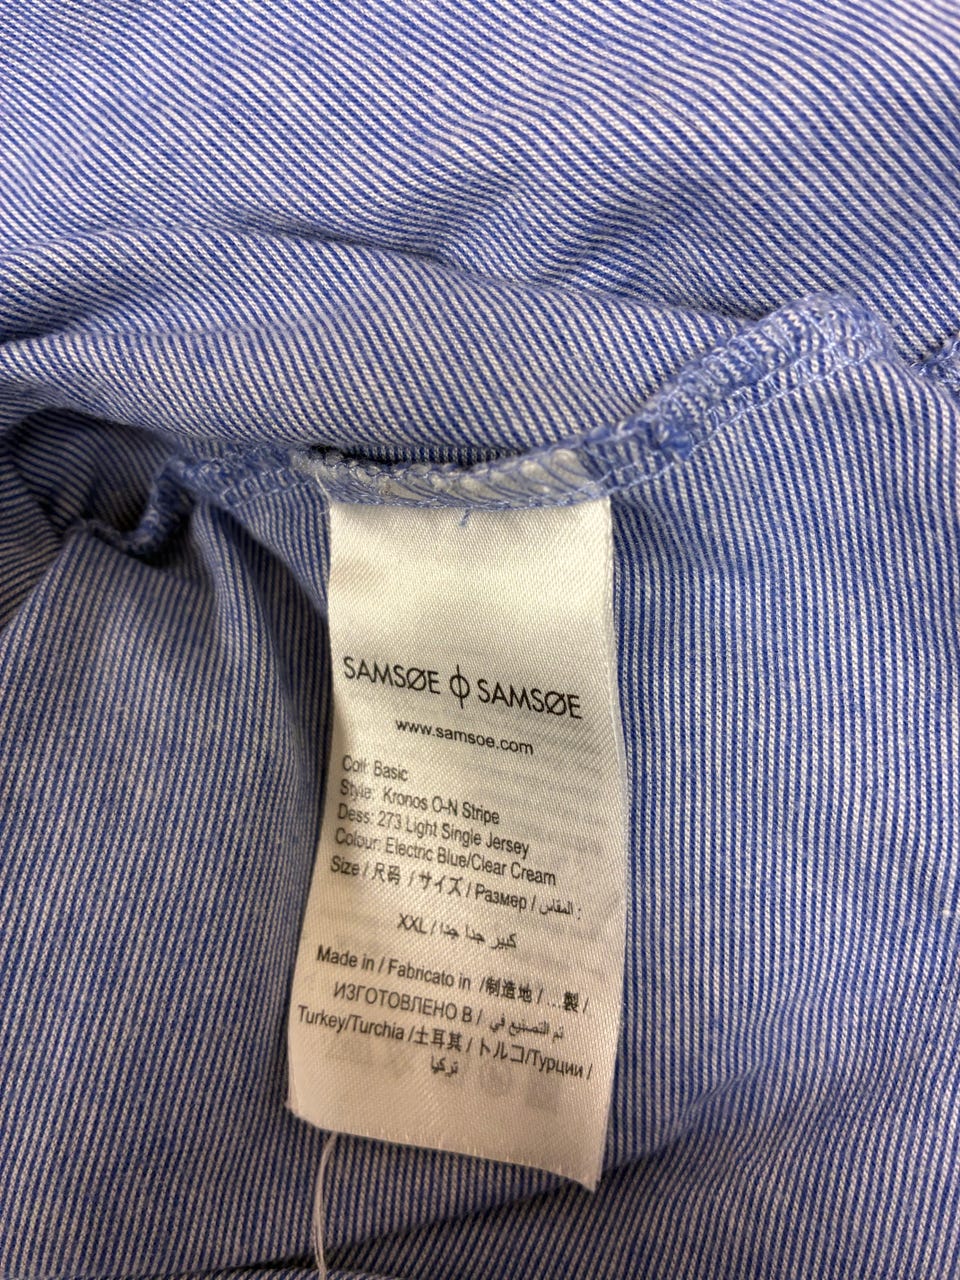 SAMSØE ϕ SAMSØE
www.samsoe.com
Coll: Basic
Style: Kronos O-N Stripe
Dess: 273 Light Single Jersey
Colour: Electric Blue/Clear Cream
Size / 尺码 / サイズ / Размер / المقاس :
XXL / كبير جدا جدا
Made in / Fabricato in /制造地 / ...製 /
ИЗГОТОВЛЕНО В / تم التصنيع في
Turkey/Turchia /土耳其 / トルコ/Турции /
تركيا